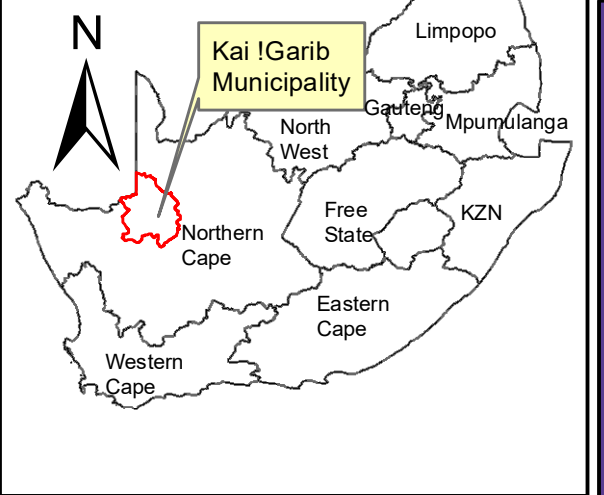 N
Limpopo
Kai !Garib
Municipality
Gauteng
Mpumulanga
North
West
Free
State
KZN
Northern
Cape
Eastern
Cape
Western
Cape